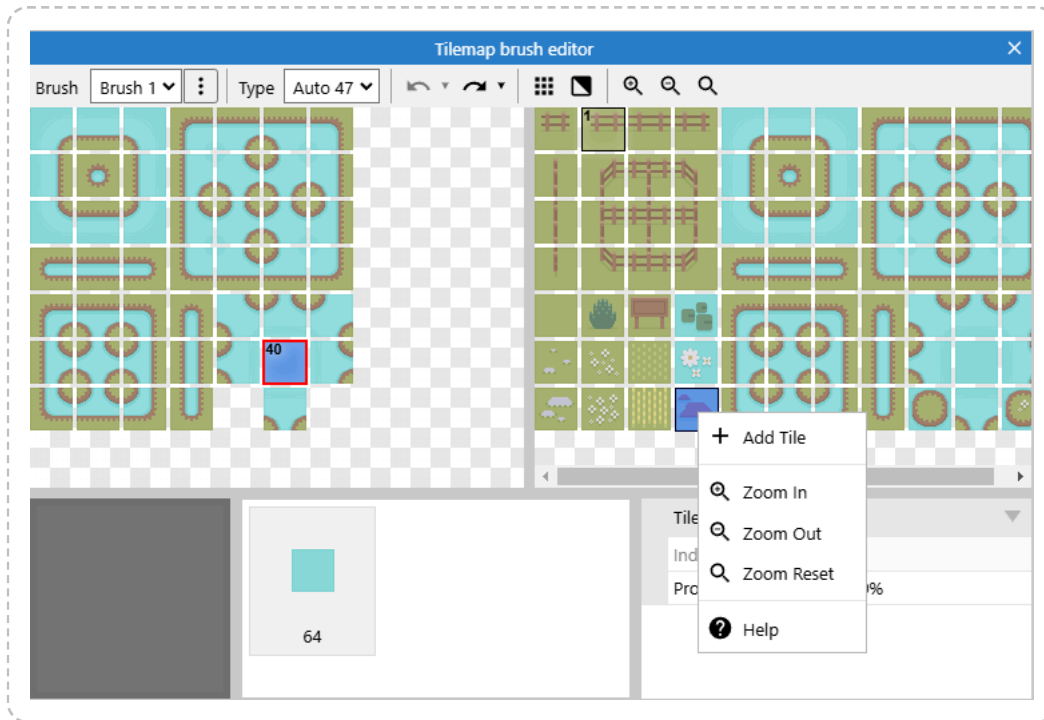 Tilemap brush editor
Brush Brush 1 Type Auto 47
1
40
Add Tile
Zoom In
Zoom Out
Zoom Reset
Help
64
Tile
Ind
Pro %